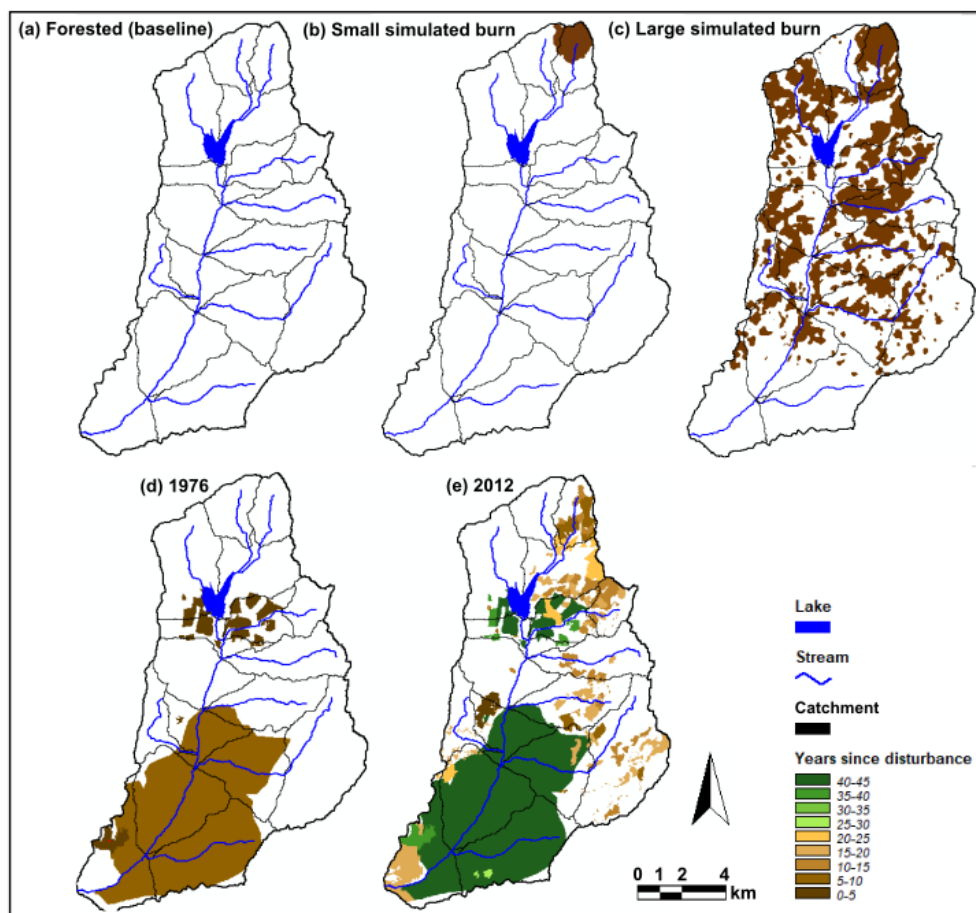 (a) Forested (baseline)
(b) Small simulated burn
(c) Large simulated burn
(d) 1976
(e) 2012
Lake
Stream
Catchment
Years since disturbance
40-45
35-40
30-35
25-30
20-25
15-20
10-15
5-10
0-5
0 1 2 4
km